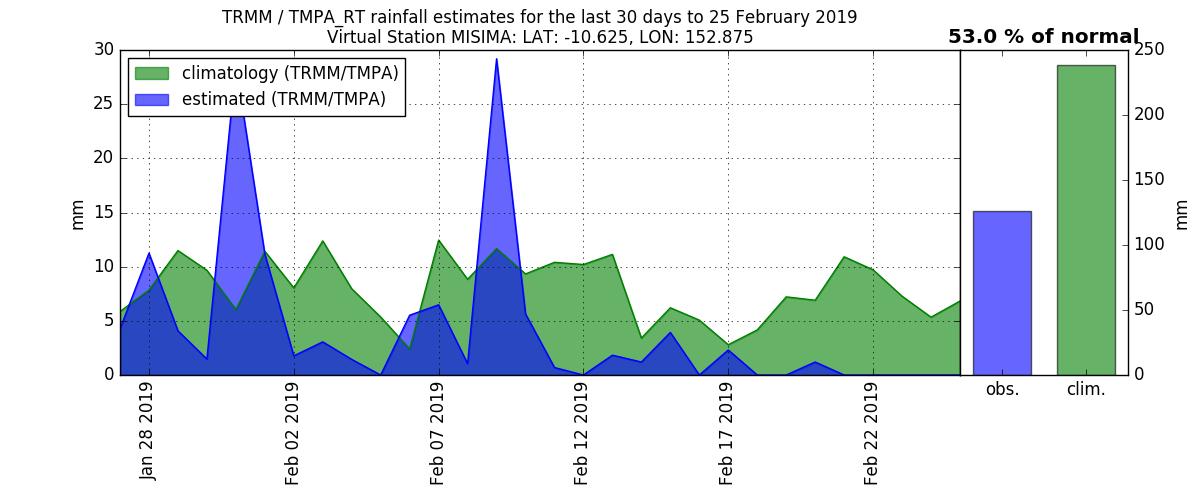 TRMM / TMPA_RT rainfall estimates for the last 30 days to 25 February 2019
Virtual Station MISIMA: LAT: -10.625, LON: 152.875
53.0 % of normal
climatology (TRMM/TMPA)
estimated (TRMM/TMPA)
30
25
20
15
10
5
0
mm
Jan 28 2019
Feb 02 2019
Feb 07 2019
Feb 12 2019
Feb 17 2019
Feb 22 2019
obs.
clim.
250
200
150
100
50
0
mm